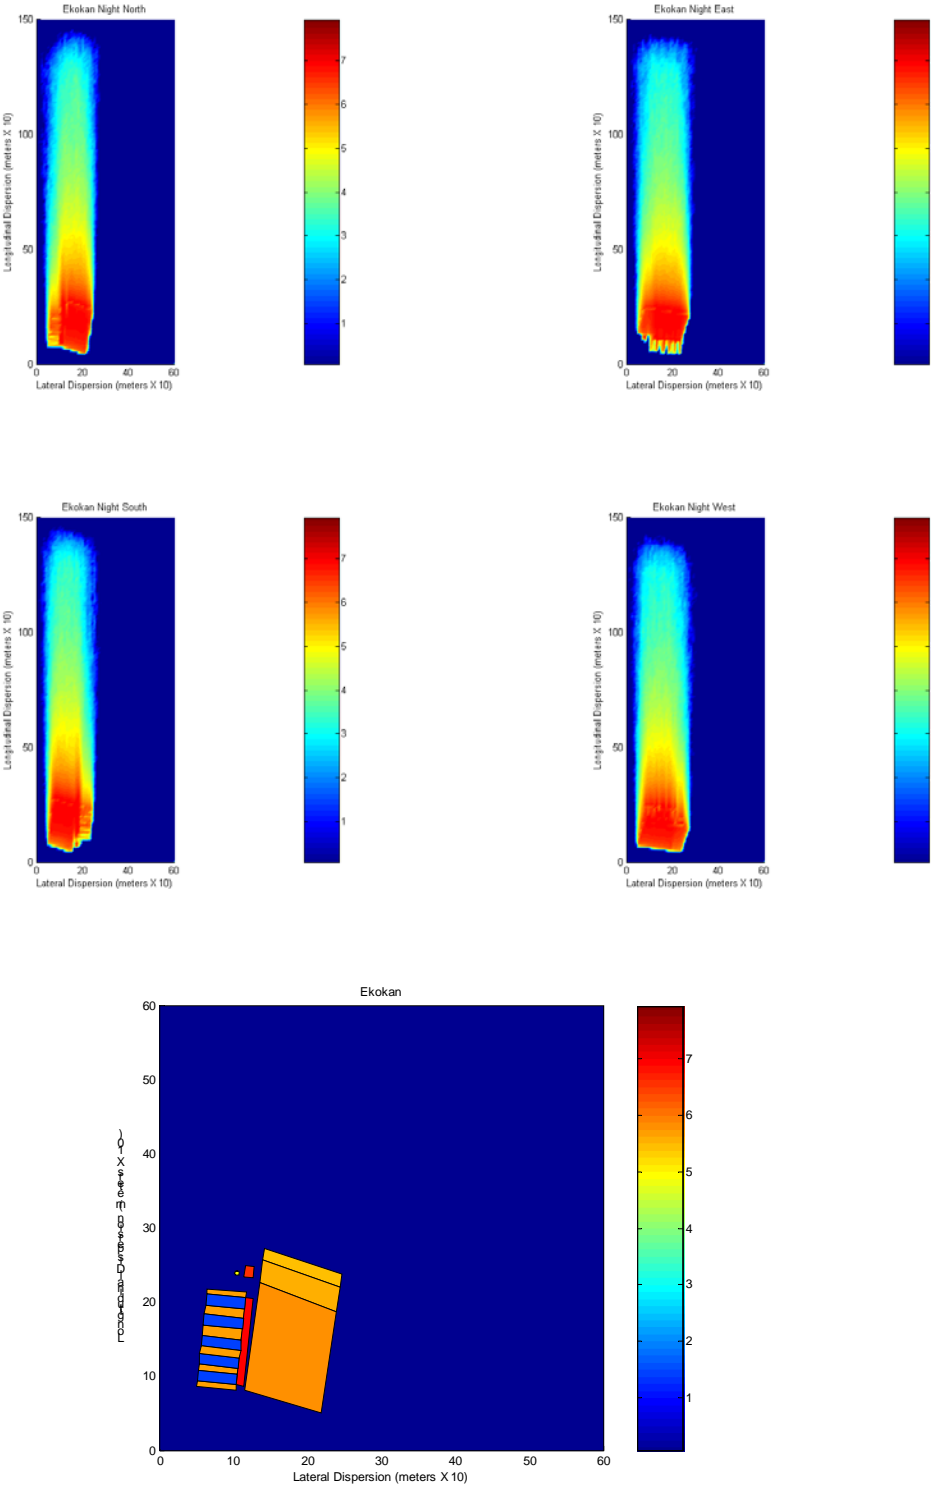 Ekokan Night North
150
100
50
0
0 20 40 60
Longitudinal Dispersion (meters X 10)
Lateral Dispersion (meters X 10)
7
6
5
4
3
2
1
Ekokan Night East
150
100
50
0
0 20 40 60
Longitudinal Dispersion (meters X 10)
Lateral Dispersion (meters X 10)
Ekokan Night South
150
100
50
0
0 20 40 60
Longitudinal Dispersion (meters X 10)
Lateral Dispersion (meters X 10)
7
6
5
4
3
2
1
Ekokan Night West
150
100
50
0
0 20 40 60
Longitudinal Dispersion (meters X 10)
Lateral Dispersion (meters X 10)
Ekokan
60
50
40
30
20
10
0
0 10 20 30 40 50 60
Longitudinal Dispersion (meters X 10)
Lateral Dispersion (meters X 10)
7
6
5
4
3
2
1